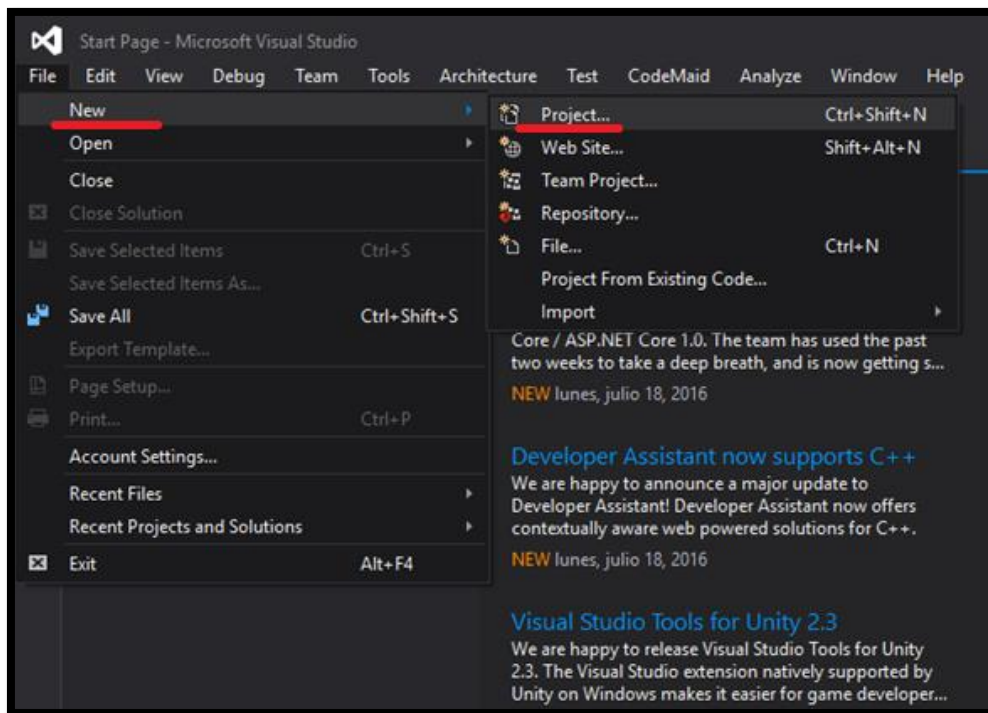 Start Page - Microsoft Visual Studio
File Edit View Debug Team Tools Architecture Test CodeMaid Analyze Window Help
New
Open
Close
Close Solution
Save Selected Items Ctrl+S
Save Selected Items As...
Save All Ctrl+Shift+S
Export Template...
Page Setup...
Print... Ctrl+P
Account Settings...
Recent Files
Recent Projects and Solutions
Exit Alt+F4
Project... Ctrl+Shift+N
Web Site... Shift+Alt+N
Team Project...
Repository...
File... Ctrl+N
Project From Existing Code...
Import
Core / ASP.NET Core 1.0. The team has used the past
two weeks to take a deep breath, and is now getting s...
NEW lunes, julio 18, 2016
Developer Assistant now supports C++
We are happy to announce a major update to
Developer Assistant! Developer Assistant now offers
contextually aware web powered solutions for C++.
NEW lunes, julio 18, 2016
Visual Studio Tools for Unity 2.3
We are happy to release Visual Studio Tools for Unity
2.3. The Visual Studio extension natively supported by
Unity on Windows makes it easier for game developer...